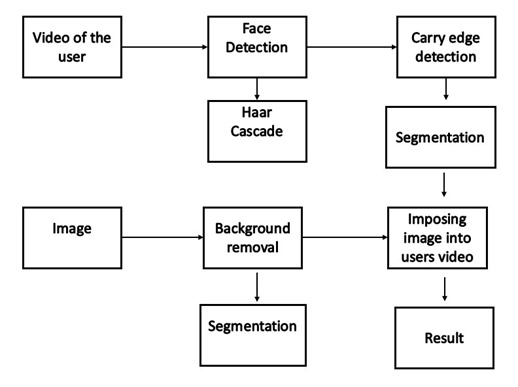 Video of the
user
Face
Detection
Carry edge
detection
Haar
Cascade
Segmentation
Image
Background
removal
Imposing
image into
users video
Segmentation
Result